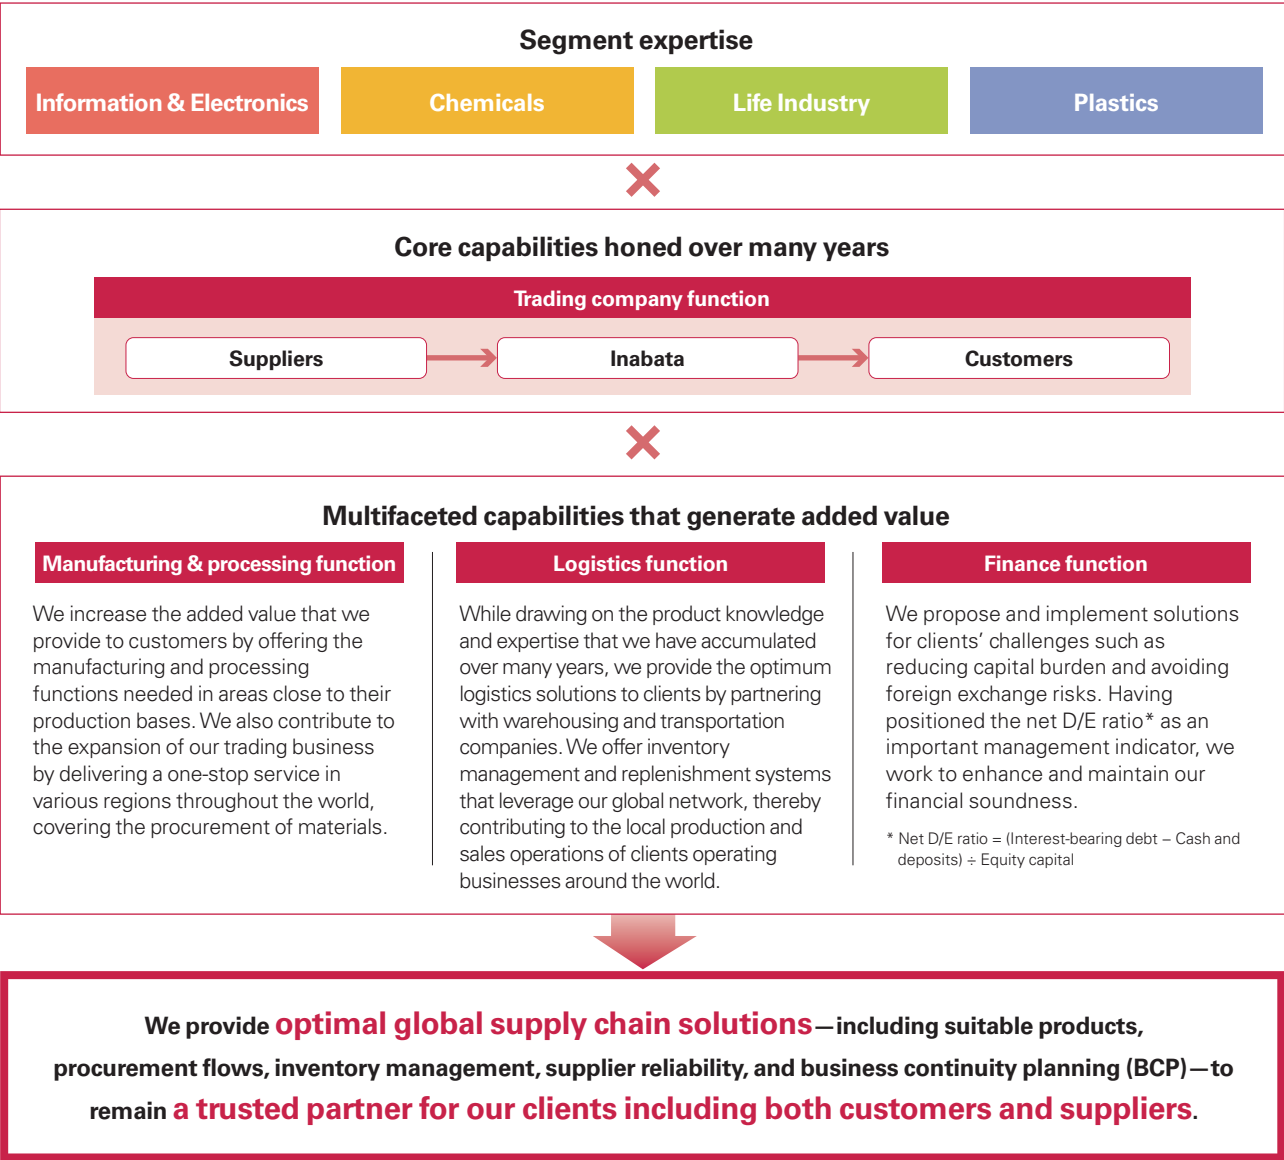 Segment expertise
Information & Electronics
Chemicals
Life Industry
Plastics
Core capabilities honed over many years
Trading company function
Suppliers
Inabata
Customers
Multifaceted capabilities that generate added value
Manufacturing & processing function
We increase the added value that we
provide to customers by offering the
manufacturing and processing
functions needed in areas close to their
production bases. We also contribute to
the expansion of our trading business
by delivering a one-stop service in
various regions throughout the world,
covering the procurement of materials.
Logistics function
While drawing on the product knowledge
and expertise that we have accumulated
over many years, we provide the optimum
logistics solutions to clients by partnering
with warehousing and transportation
companies. We offer inventory
management and replenishment systems
that leverage our global network, thereby
contributing to the local production and
sales operations of clients operating
businesses around the world.
Finance function
We propose and implement solutions
for clients’ challenges such as
reducing capital burden and avoiding
foreign exchange risks. Having
positioned the net D/E ratio* as an
important management indicator, we
work to enhance and maintain our
financial soundness.
* Net D/E ratio = (Interest-bearing debt – Cash and
deposits) ÷ Equity capital
We provide optimal global supply chain solutions—including suitable products,
procurement flows, inventory management, supplier reliability, and business continuity planning (BCP)—to
remain a trusted partner for our clients including both customers and suppliers.